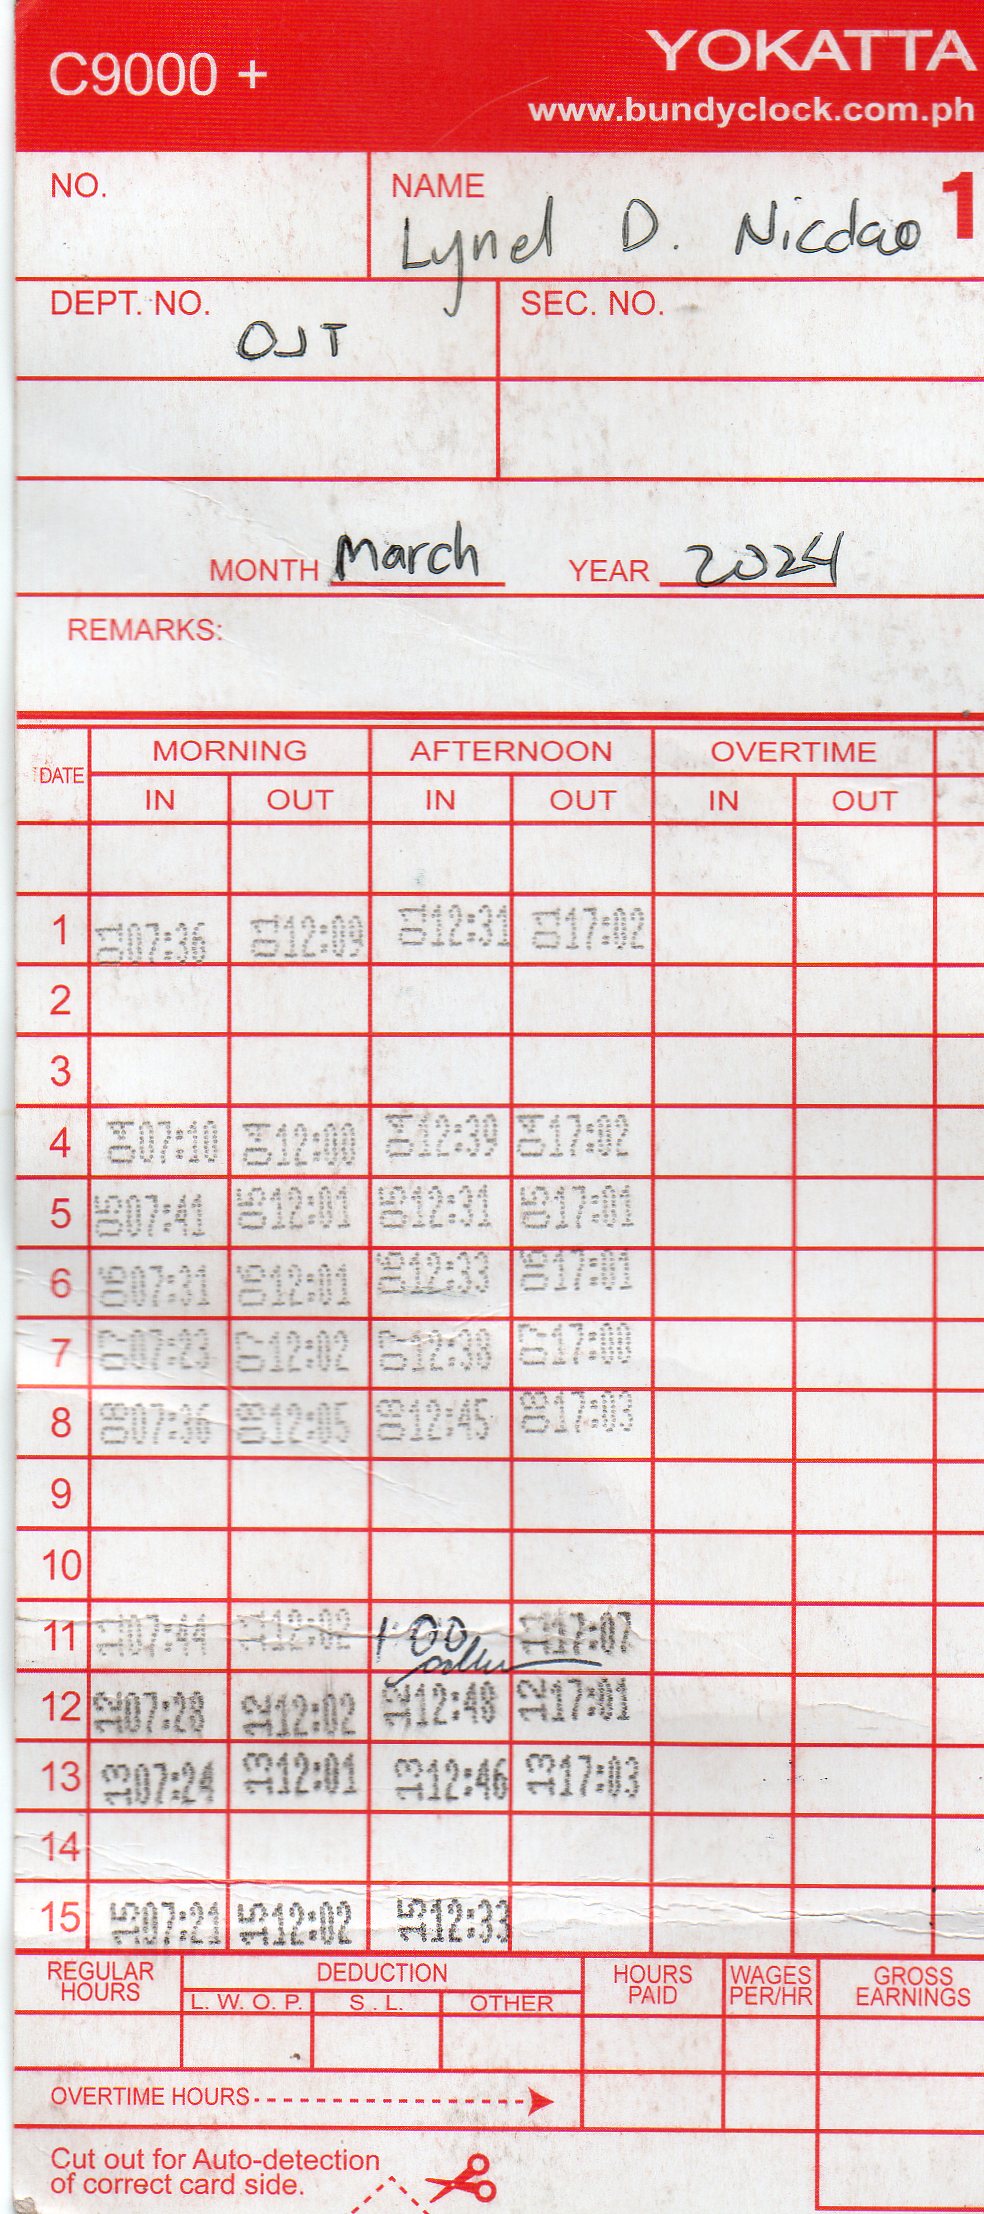 C9000 +
YOKATTA
www.bundyclock.com.ph
NO.
NAME Lynel D. Nicdao
1
DEPT. NO. OJT
SEC. NO.
MONTH March YEAR 2024
REMARKS:
DATE MORNING AFTERNOON OVERTIME
IN OUT IN OUT IN OUT
1 01 07:36 01 12:09 01 12:31 01 17:02
2
3
4 04 04 12:00 04 12:39 04 17:02
5 05 07:41 05 12:01 05 12:31 05 17:01
6 06 07:31 06 12:01 06 12:33 06 17:01
7 07 07:23 07 12:02 07 12:38 07 17:00
8 08 07:36 08 12:05 08 12:45 08 17:03
9
10
11 11 07:44 11 12:02 1:00 11 17:07
12 12 07:28 12 12:02 12 12:48 12 17:01
13 13 07:24 13 12:01 13 12:46 13 17:03
14
15 15 07:21 15 12:02 15 12:33
REGULAR HOURS DEDUCTION HOURS PAID WAGES PER/HR GROSS EARNINGS
L. W. O. P. S . L. OTHER
OVERTIME HOURS
Cut out for Auto-detection
of correct card side.